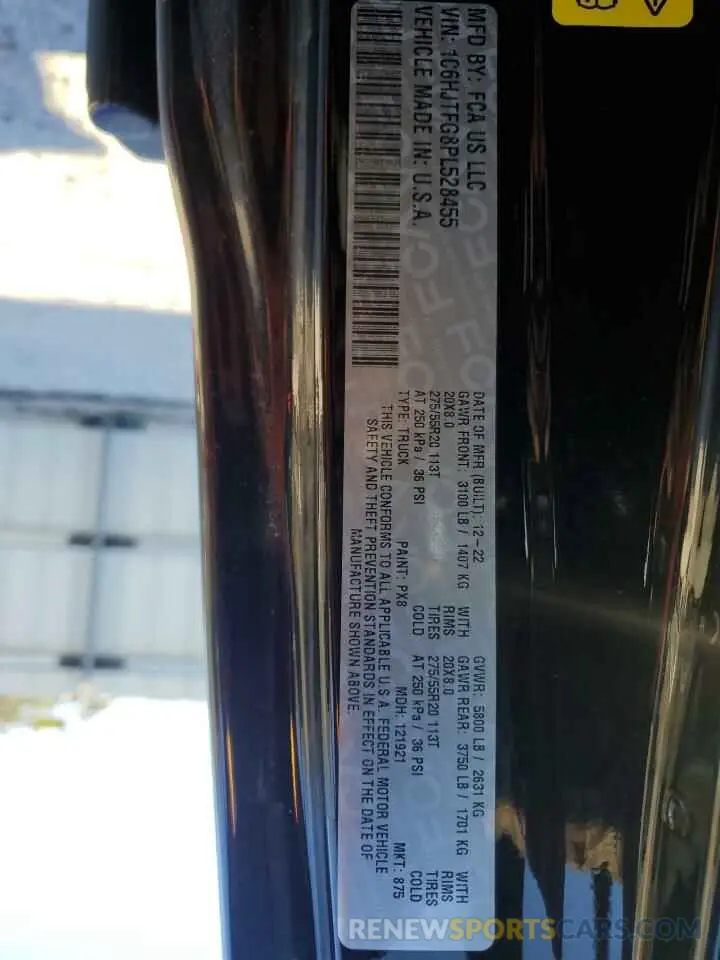 MFD BY: FCA US LLC
VIN: 1C6HJTFG8PL528455
VEHICLE MADE IN: U.S.A.
DATE OF MFR (BUILT): 12-22 GVWR: 5800 LB / 2631 KG
GAWR FRONT: 3100 LB / 1407 KG WITH GAWR REAR: 3750 LB / 1701 KG WITH
20X8.0 RIMS 20X8.0 RIMS
275/55R20 113T TIRES 275/55R20 113T TIRES
AT 250 kPa / 36 PSI COLD AT 250 kPa / 36 PSI COLD
TYPE: TRUCK PAINT: PX8 MDH: 121921 MKT: 875
THIS VEHICLE CONFORMS TO ALL APPLICABLE U.S.A. FEDERAL MOTOR VEHICLE
SAFETY AND THEFT PREVENTION STANDARDS IN EFFECT ON THE DATE OF
MANUFACTURE SHOWN ABOVE.
RENEWSPORTSCARS.COM